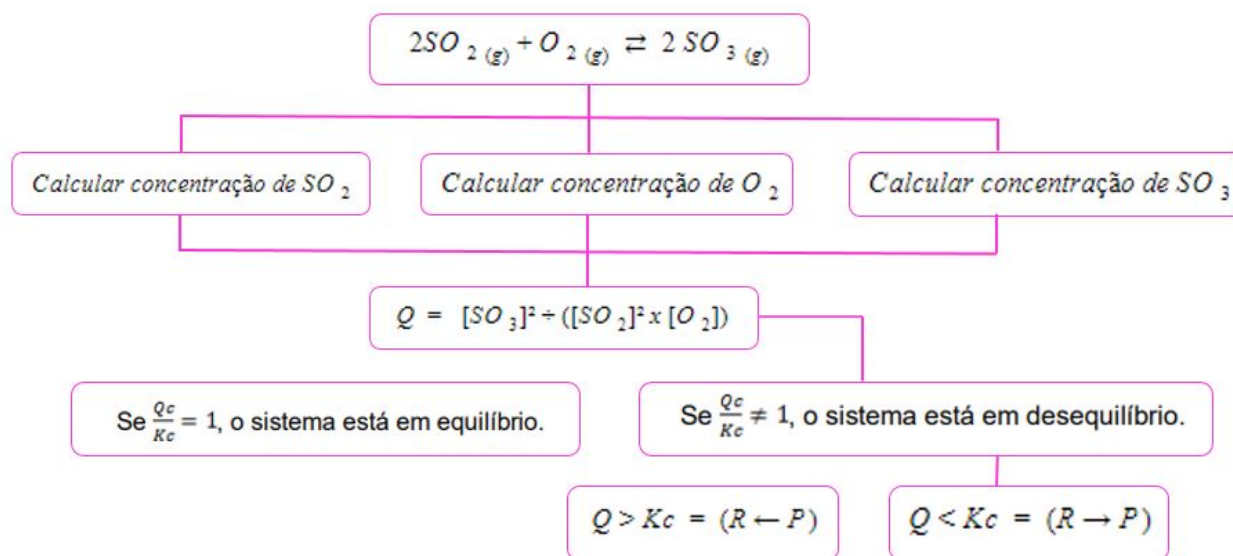 2SO₂ (g) + O₂ (g) ⇄ 2 SO₃ (g)
Calcular concentração de SO₂
Calcular concentração de O₂
Calcular concentração de SO₃
Q = [SO₃]² ÷ ([SO₂]² x [O₂])
Se Qc/Kc = 1, o sistema está em equilíbrio.
Se Qc/Kc ≠ 1, o sistema está em desequilíbrio.
Q > Kc = (R ← P)
Q < Kc = (R → P)